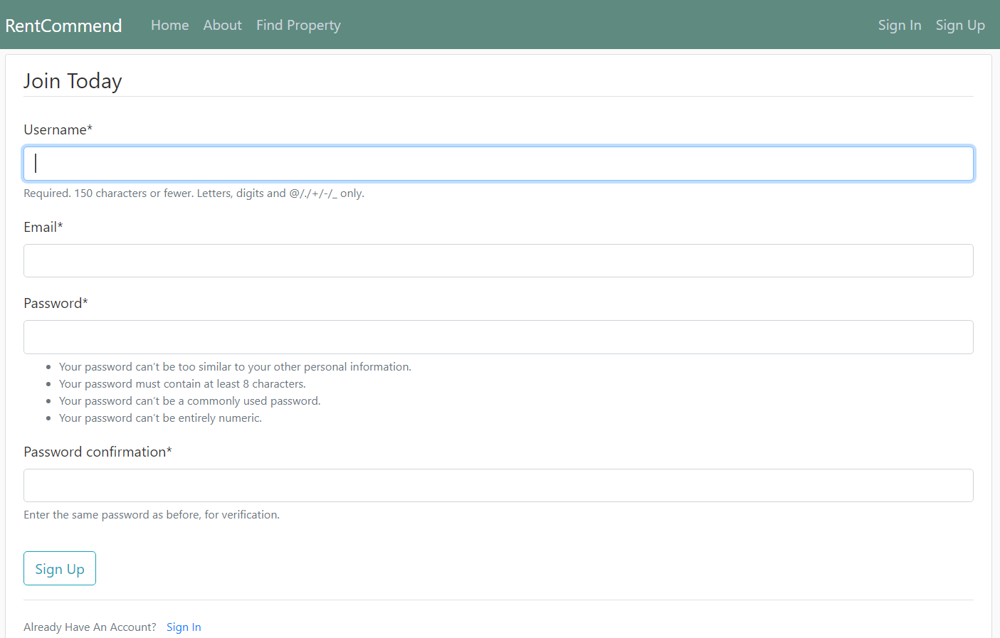 RentCommend Home About Find Property Sign In Sign Up
Join Today
Username*
Required. 150 characters or fewer. Letters, digits and @/./+/-/_ only.
Email*
Password*
Your password can't be too similar to your other personal information.
Your password must contain at least 8 characters.
Your password can't be a commonly used password.
Your password can't be entirely numeric.
Password confirmation*
Enter the same password as before, for verification.
Sign Up
Already Have An Account? Sign In